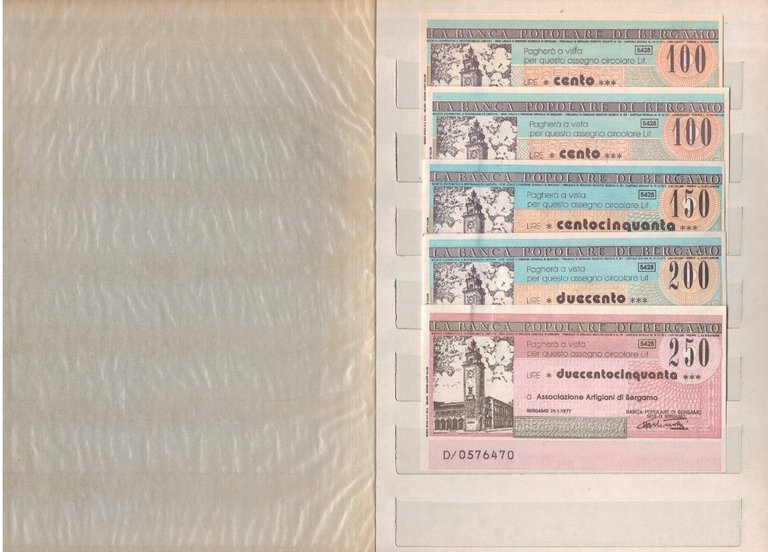 LA BANCA POPOLARE DI BERGAMO
Pagherà a vista 5428 100
per questo assegno circolare Lit.
LIRE * cento ***
LA BANCA POPOLARE DI BERGAMO
Pagherà a vista 5428 100
per questo assegno circolare Lit.
LIRE * cento ***
LA BANCA POPOLARE DI BERGAMO
Pagherà a vista 5428 150
per questo assegno circolare Lit.
LIRE * centocinquanta ***
LA BANCA POPOLARE DI BERGAMO
Pagherà a vista 5428 200
per questo assegno circolare Lit.
LIRE * duecento ***
LA BANCA POPOLARE DI BERGAMO
Pagherà a vista 5428 250
per questo assegno circolare Lit.
LIRE * duecentocinquanta ***
a Associazione Artigiani di Bergamo
BERGAMO 26-1-1977 BANCA POPOLARE DI BERGAMO
SEDE DI BERGAMO
D/0576470